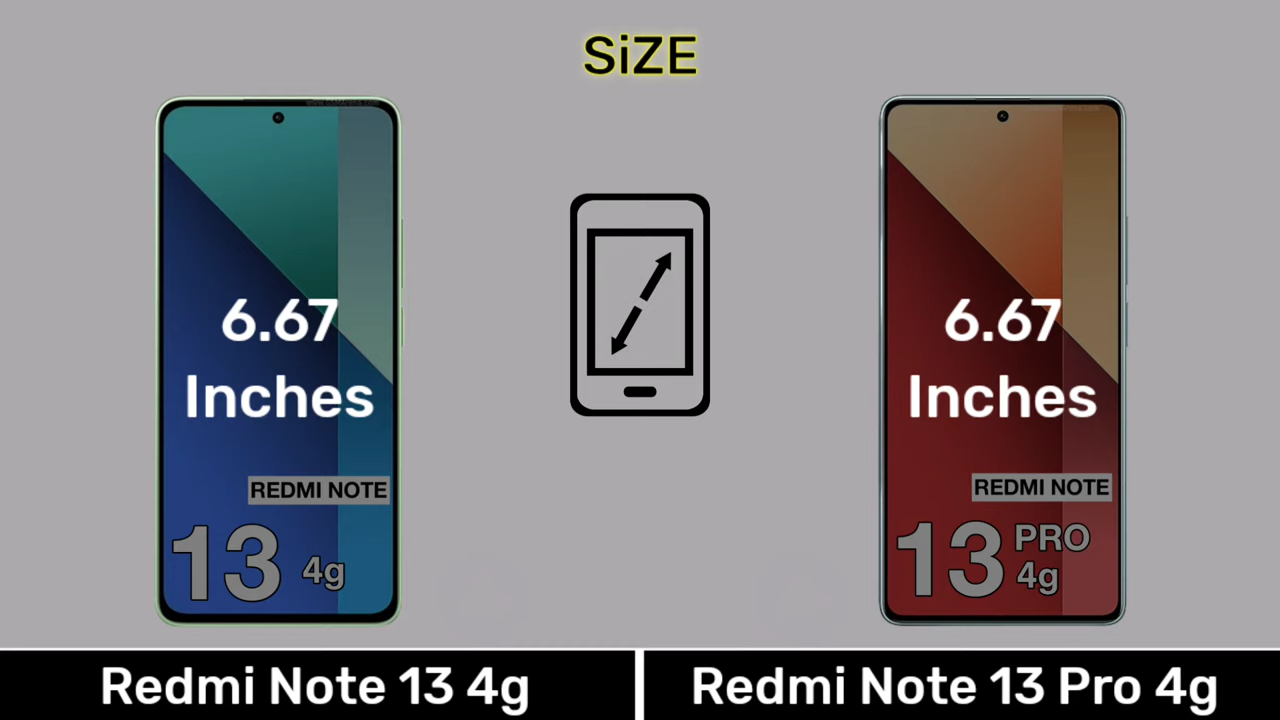 SiZE
6.67
Inches
REDMI NOTE
13 4g
6.67
Inches
REDMI NOTE
13 PRO
4g
Redmi Note 13 4g
Redmi Note 13 Pro 4g